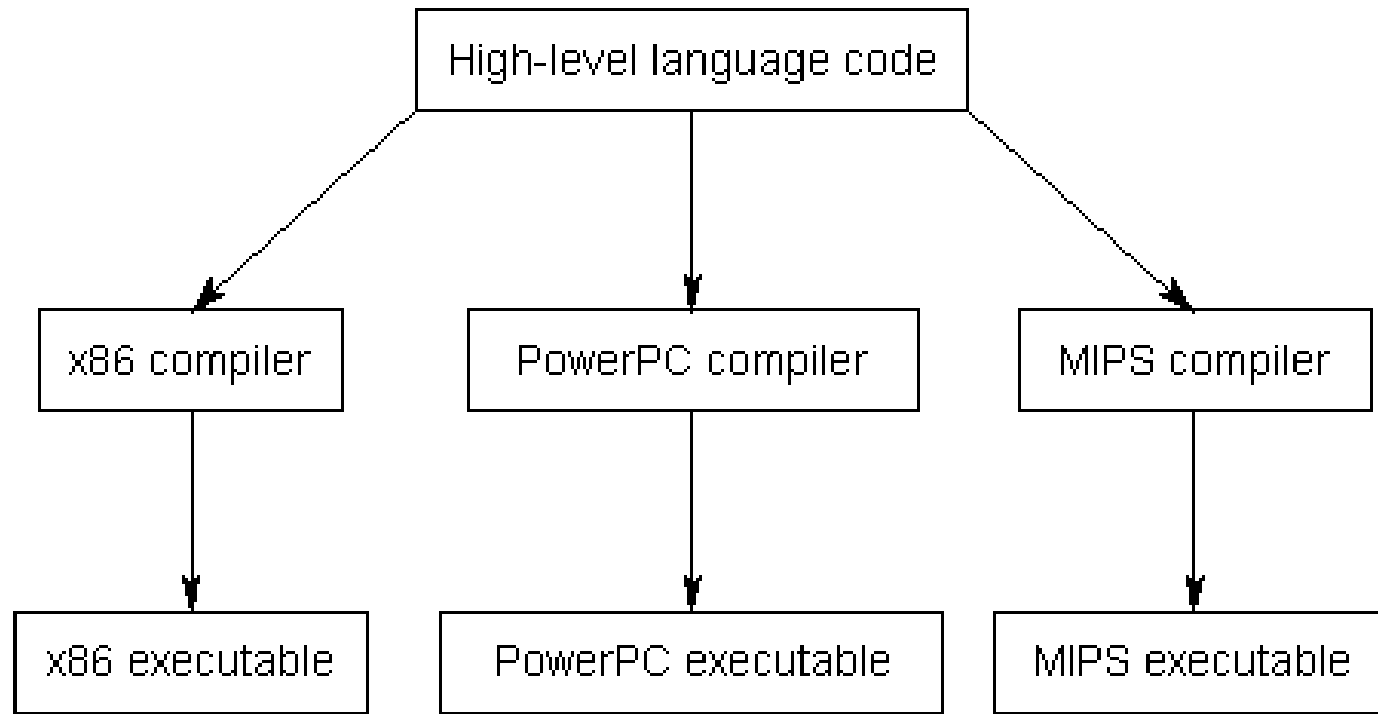 High-level language code
x86 compiler
PowerPC compiler
MIPS compiler
x86 executable
PowerPC executable
MIPS executable